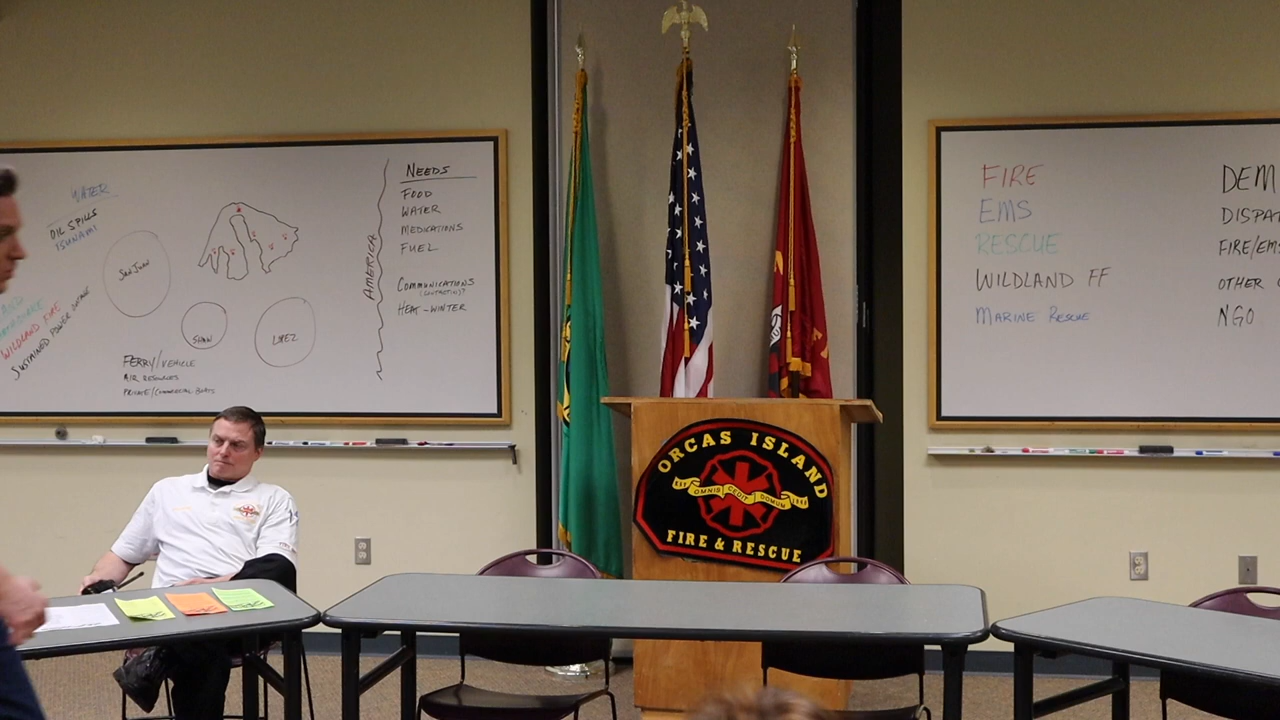 WATER
OIL SPILLS
TSUNAMI
SAN JUAN
SHAW
LOPEZ
WILDLAND FIRE
SUSTAINED POWER OUTAGE
FERRY/VEHICLE
AIR RESOURCES
PRIVATE/COMMERCIAL BOATS
AMERICA
NEEDS
FOOD
WATER
MEDICATIONS
FUEL
COMMUNICATIONS
HEAT-WINTER
ORCAS ISLAND
EST
OMNIS CEDIT DOMUM
FIRE & RESCUE
FIRE
EMS
RESCUE
WILDLAND FF
MARINE RESCUE
DEM
DISPAT
FIRE/EMS
OTHER
NGO